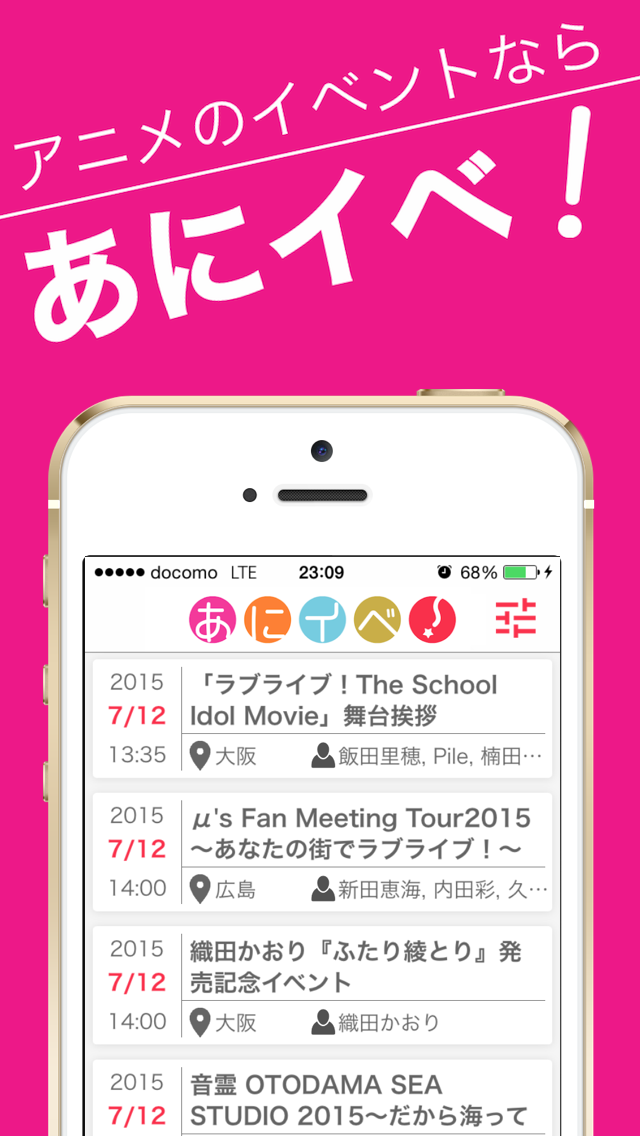 アニメのイベントなら
あにイベ！
docomo LTE 23:09 68%
あにイベ！
2015
7/12
13:35
「ラブライブ！The School
Idol Movie」舞台挨拶
大阪
飯田里穂, Pile, 楠田…
2015
7/12
14:00
μ's Fan Meeting Tour2015
〜あなたの街でラブライブ！〜
広島
新田恵海, 内田彩, 久…
2015
7/12
14:00
織田かおり『ふたり綾とり』発
売記念イベント
大阪
織田かおり
2015
7/12
音霊 OTODAMA SEA
STUDIO 2015〜だから海って